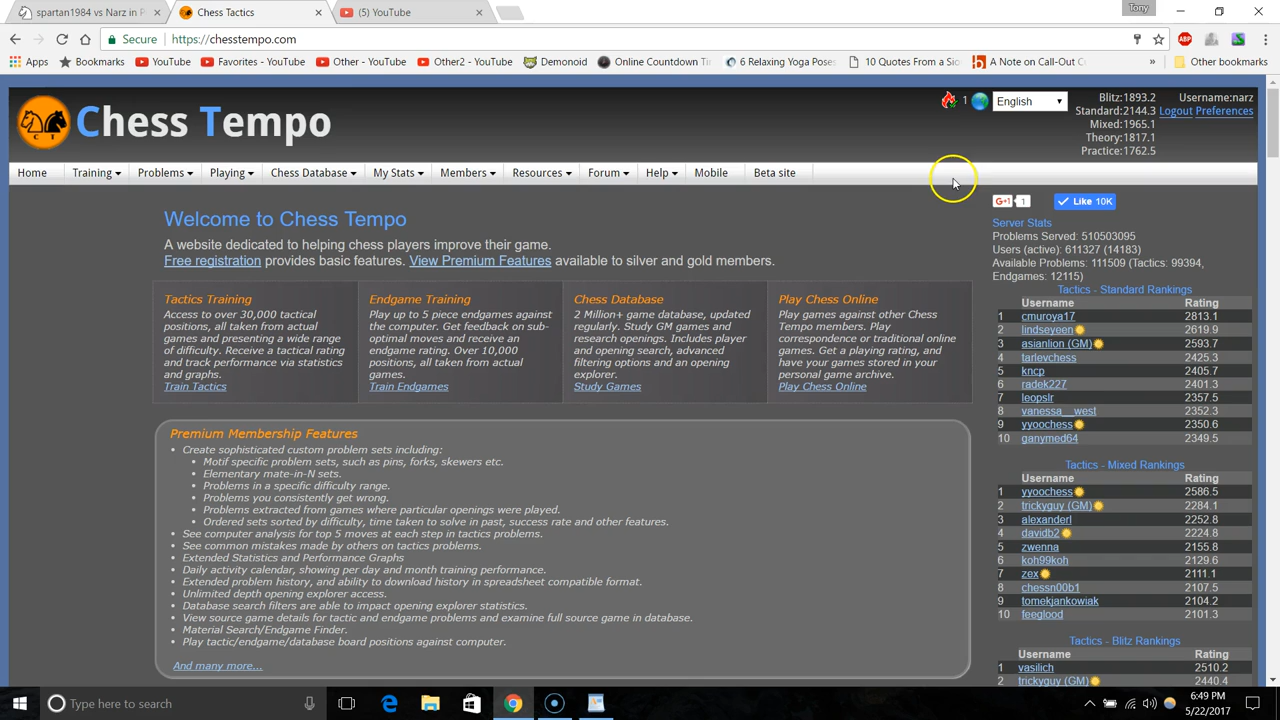 spartan1984 vs Narz in P
Chess Tactics
(5) YouTube
Tony
Secure
https://chesstempo.com
ABP
Apps
Bookmarks
YouTube
Favorites - YouTube
Other - YouTube
Other2 - YouTube
Demonoid
Online Countdown Tim
6 Relaxing Yoga Poses
10 Quotes From a Sio
A Note on Call-Out C
»
Other bookmarks
Chess Tempo
1
English
Blitz:1893.2
Standard:2144.3
Mixed:1965.1
Theory:1817.1
Practice:1762.5
Username:narz
Logout Preferences
Home
Training
Problems
Playing
Chess Database
My Stats
Members
Resources
Forum
Help
Mobile
Beta site
Welcome to Chess Tempo
A website dedicated to helping chess players improve their game.
Free registration provides basic features. View Premium Features available to silver and gold members.
Tactics Training
Access to over 30,000 tactical
positions, all taken from actual
games and presenting a wide range
of difficulty. Receive a tactical rating
and track performance via statistics
and graphs.
Train Tactics
Endgame Training
Play up to 5 piece endgames against
the computer. Get feedback on sub-
optimal moves and receive an
endgame rating. Over 10,000
positions, all taken from actual
games.
Train Endgames
Chess Database
2 Million+ game database, updated
regularly. Study GM games and
research openings. Includes player
and opening search, advanced
filtering options and an opening
explorer.
Study Games
Play Chess Online
Play games against other Chess
Tempo members. Play
correspondence or traditional online
games. Get a playing rating, and
have your games stored in your
personal game archive.
Play Chess Online
Premium Membership Features
• Create sophisticated custom problem sets including:
• Motif specific problem sets, such as pins, forks, skewers etc.
• Elementary mate-in-N sets.
• Problems in a specific difficulty range.
• Problems you consistently get wrong.
• Problems extracted from games where particular openings were played.
• Ordered sets sorted by difficulty, time taken to solve in past, success rate and other features.
• See computer analysis for top 5 moves at each step in tactics problems.
• See common mistakes made by others on tactics problems.
• Extended Statistics and Performance Graphs
• Daily activity calendar, showing per day and month training performance.
• Extended problem history, and ability to download history in spreadsheet compatible format.
• Unlimited depth opening explorer access.
• Database search filters are able to impact opening explorer statistics.
• View source game details for tactic and endgame problems and examine full source game in database.
• Material Search/Endgame Finder.
• Play tactic/endgame/database board positions against computer.
And many more...
G+1 1
Like 10K
Server Stats
Problems Served: 510503095
Users (active): 611327 (14183)
Available Problems: 111509 (Tactics: 99394,
Endgames: 12115)
Tactics - Standard Rankings
Username Rating
1 cmuroya17 2813.1
2 lindseyeen 2619.9
3 asianlion (GM) 2593.7
4 tarlevchess 2425.3
5 kncp 2405.7
6 radek227 2401.3
7 leopslr 2357.5
8 vanessa__west 2352.3
9 yyoochess 2350.6
10 ganymed64 2349.5
Tactics - Mixed Rankings
Username Rating
1 yyoochess 2586.5
2 trickyguy (GM) 2284.1
3 alexanderl 2252.8
4 davidb2 2224.8
5 zwenna 2155.8
6 koh99koh 2129.6
7 zex 2111.1
8 chessn00b1 2107.5
9 tomekjankowiak 2104.2
10 feeglood 2101.3
Tactics - Blitz Rankings
Username Rating
1 vasilich 2510.2
2 trickyguy (GM) 2440.4
Type here to search
6:49 PM
5/22/2017